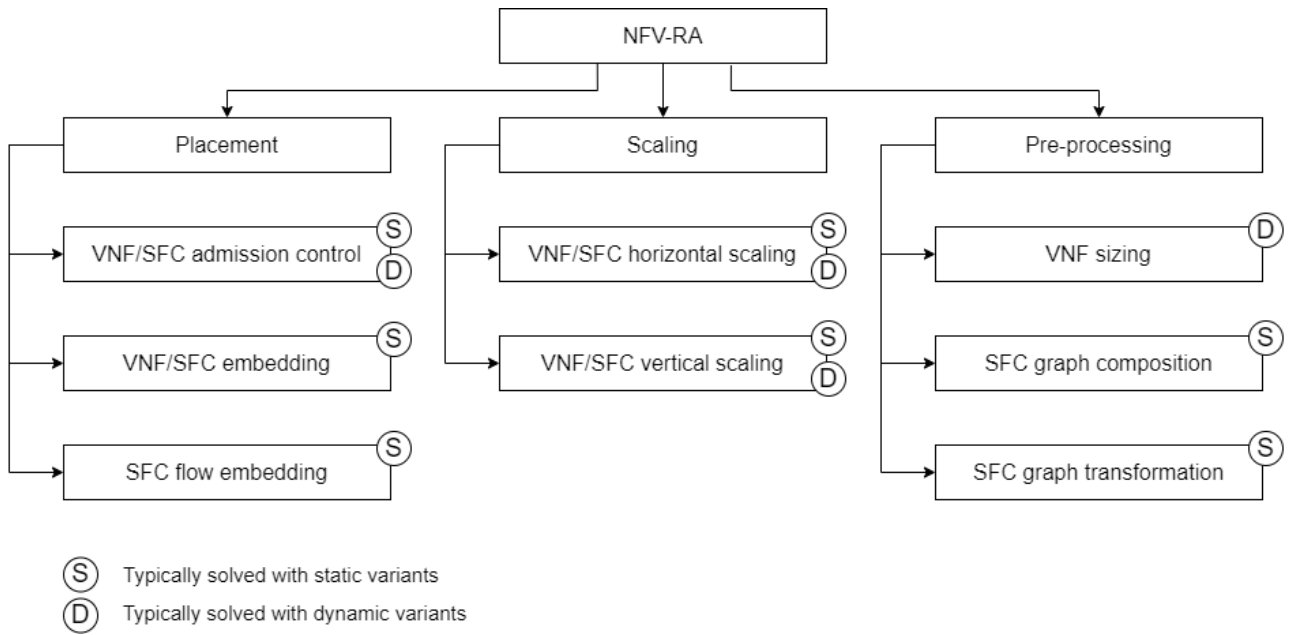 NFV-RA
Placement
Scaling
Pre-processing
S
S
D
VNF/SFC admission control
D
VNF/SFC horizontal scaling
D
VNF sizing
S
S
S
VNF/SFC embedding
VNF/SFC vertical scaling
D
SFC graph composition
S
S
SFC flow embedding
SFC graph transformation
S Typically solved with static variants
D Typically solved with dynamic variants